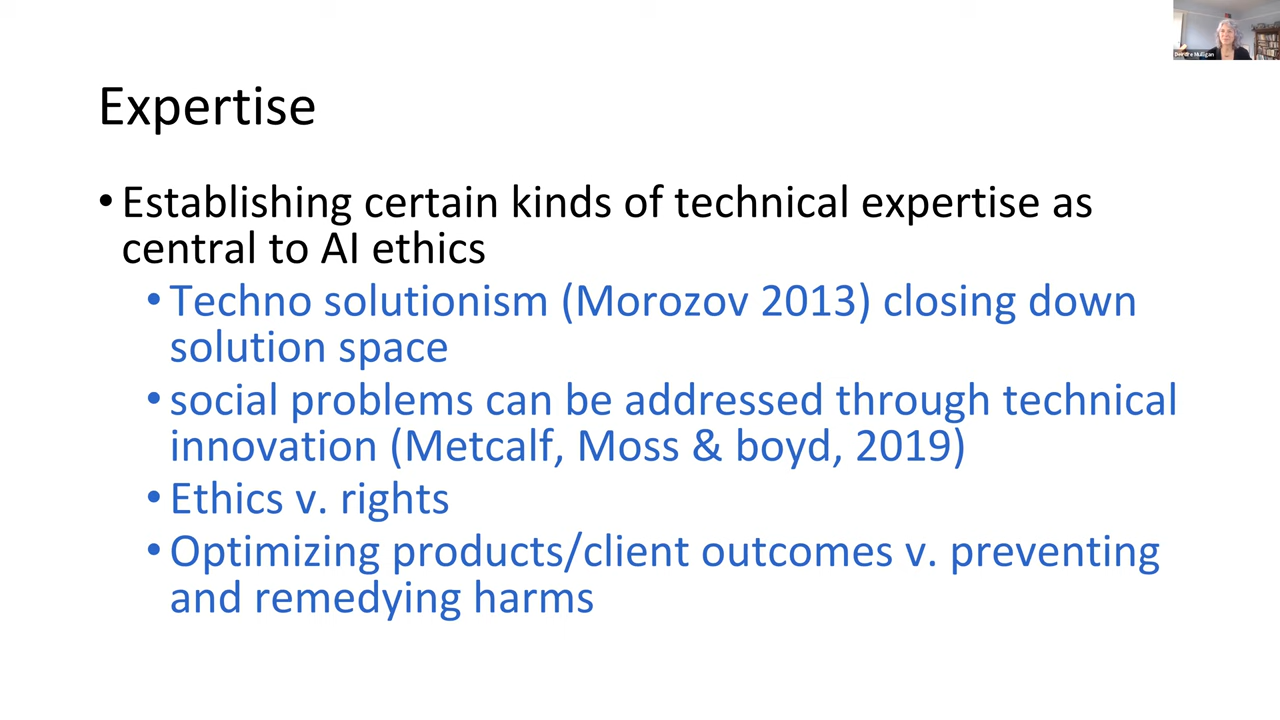 Expertise
• Establishing certain kinds of technical expertise as
central to AI ethics
• Techno solutionism (Morozov 2013) closing down
solution space
• social problems can be addressed through technical
innovation (Metcalf, Moss & boyd, 2019)
• Ethics v. rights
• Optimizing products/client outcomes v. preventing
and remedying harms
Deirdre Mulligan